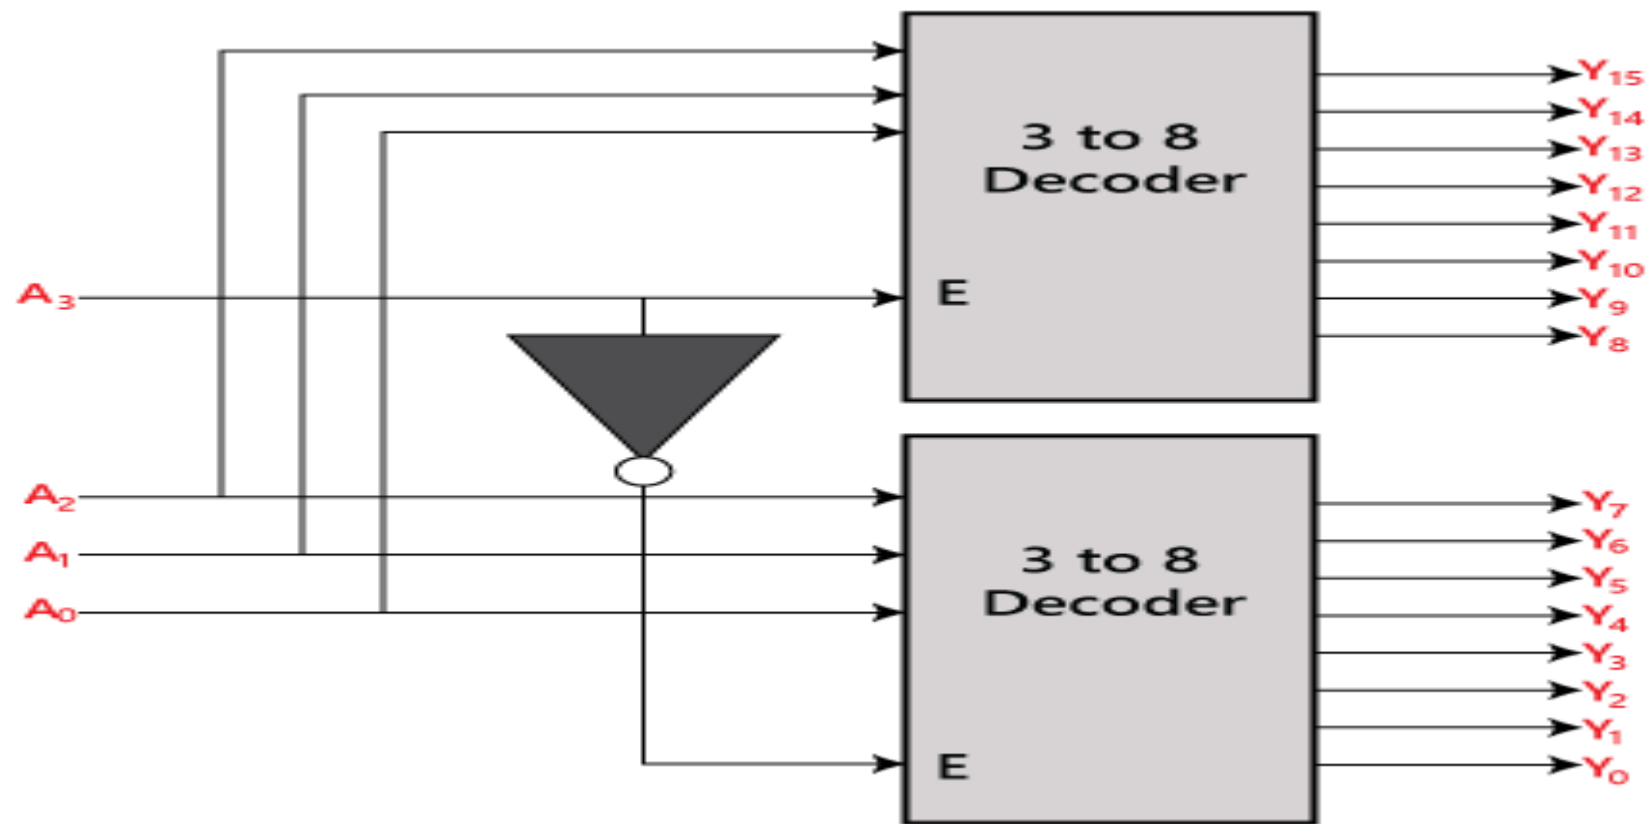 3 to 8
Decoder
E
Y15
Y14
Y13
Y12
Y11
Y10
Y9
Y8
A3
A2
A1
A0
3 to 8
Decoder
E
Y7
Y6
Y5
Y4
Y3
Y2
Y1
Y0